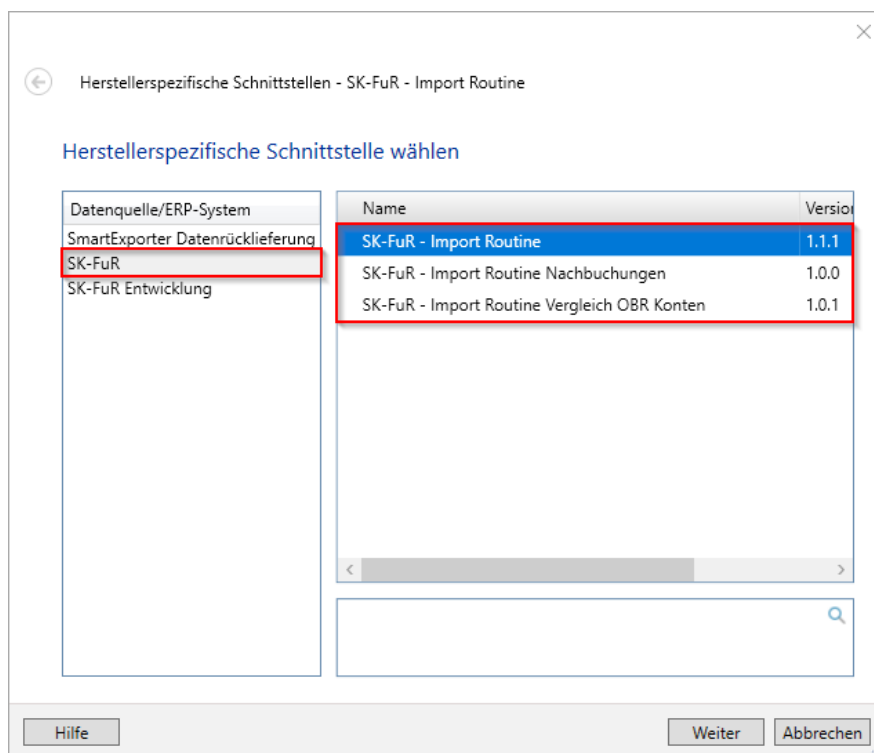 Herstellerspezifische Schnittstellen - SK-FuR - Import Routine
Herstellerspezifische Schnittstelle wählen
Datenquelle/ERP-System
SmartExporter Datenrücklieferung
SK-FuR
SK-FuR Entwicklung
Name Version
SK-FuR - Import Routine 1.1.1
SK-FuR - Import Routine Nachbuchungen 1.0.0
SK-FuR - Import Routine Vergleich OBR Konten 1.0.1
Hilfe Weiter Abbrechen